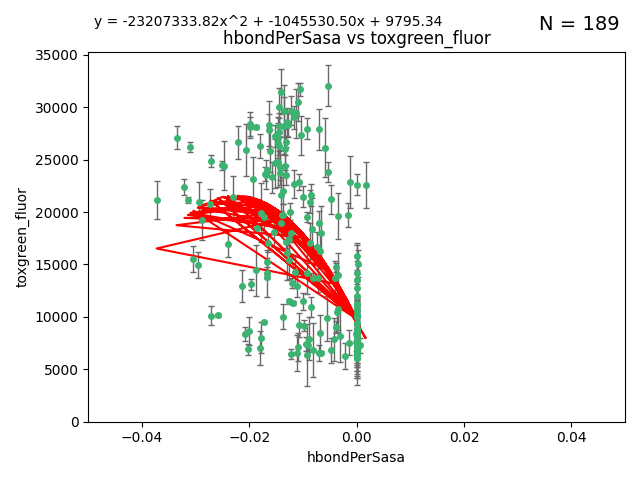 y = -23207333.82x^2 + -1045530.50x + 9795.34
N = 189
hbondPerSasa vs toxgreen_fluor
35000
30000
25000
20000
15000
10000
5000
0
toxgreen_fluor
−0.04
−0.02
0.00
0.02
0.04
hbondPerSasa